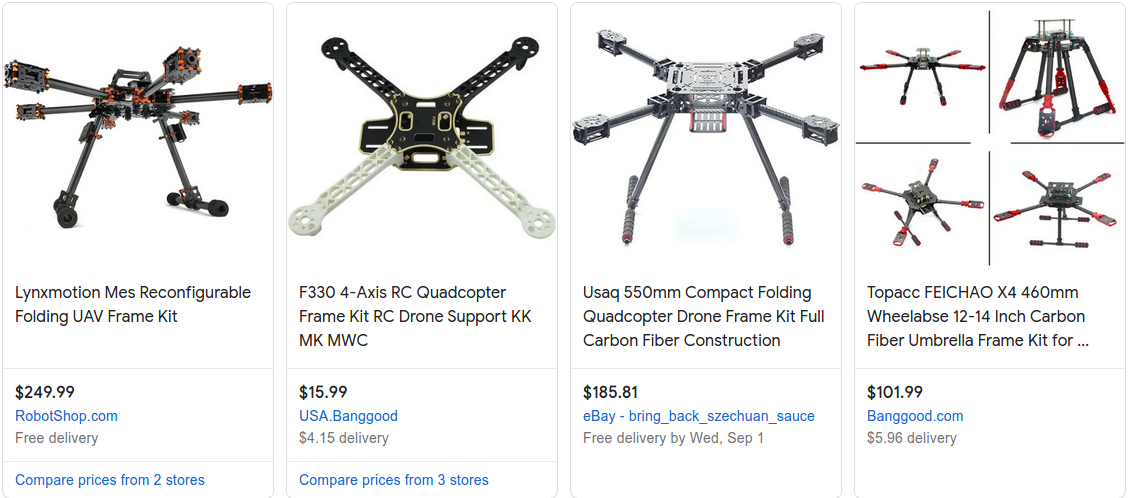 Lynxmotion Mes Reconfigurable
Folding UAV Frame Kit
$249.99
RobotShop.com
Free delivery
Compare prices from 2 stores
F330 4-Axis RC Quadcopter
Frame Kit RC Drone Support KK
MK MWC
$15.99
USA.Banggood
$4.15 delivery
Compare prices from 3 stores
Usaq 550mm Compact Folding
Quadcopter Drone Frame Kit Full
Carbon Fiber Construction
$185.81
eBay - bring_back_szechuan_sauce
Free delivery by Wed, Sep 1
Topacc FEICHAO X4 460mm
Wheelabse 12-14 Inch Carbon
Fiber Umbrella Frame Kit for ...
$101.99
Banggood.com
$5.96 delivery